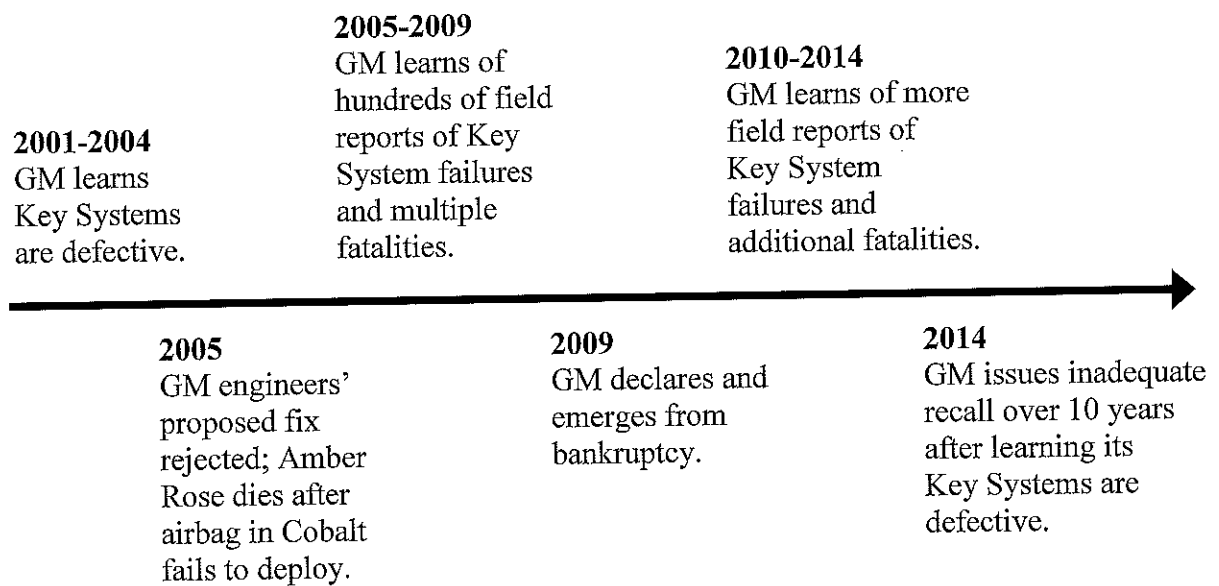 2001-2004
GM learns
Key Systems
are defective.
2005-2009
GM learns of
hundreds of field
reports of Key
System failures
and multiple
fatalities.
2010-2014
GM learns of more
field reports of
Key System
failures and
additional fatalities.
2005
GM engineers’
proposed fix
rejected; Amber
Rose dies after
airbag in Cobalt
fails to deploy.
2009
GM declares and
emerges from
bankruptcy.
2014
GM issues inadequate
recall over 10 years
after learning its
Key Systems are
defective.